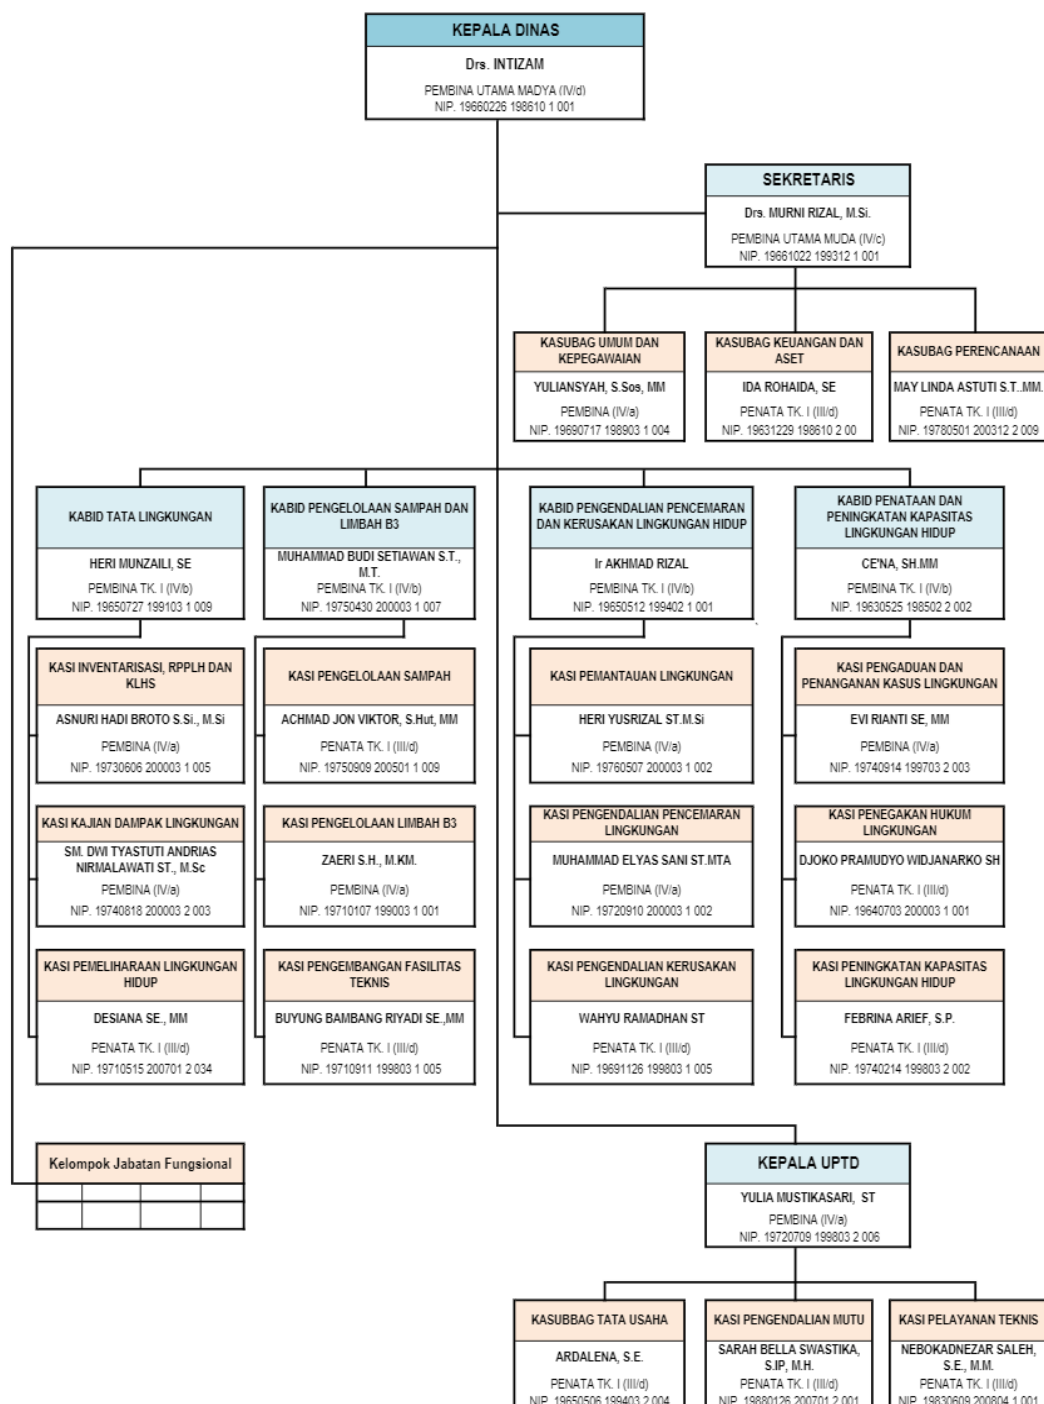 KEPALA DINAS
Drs. INTIZAM
PEMBINA UTAMA MADYA (IV/d)
NIP. 19660226 198610 1 001
SEKRETARIS
Drs. MURNI RIZAL, M.Si.
PEMBINA UTAMA MUDA (IV/c)
NIP. 19661022 199312 1 001
KASUBAG UMUM DAN
KEPEGAWAIAN
YULIANSYAH, S.Sos, MM
PEMBINA (IV/a)
NIP. 19690717 198903 1 004
KASUBAG KEUANGAN DAN
ASET
IDA ROHAIDA, SE
PENATA TK. I (III/d)
NIP. 19631229 198610 2 00
KASUBAG PERENCANAAN
MAY LINDA ASTUTI S.T.,MM.
PENATA TK. I (III/d)
NIP. 19780501 200312 2 009
KABID TATA LINGKUNGAN
HERI MUNZAILI, SE
PEMBINA TK. I (IV/b)
NIP. 19650727 199103 1 009
KABID PENGELOLAAN SAMPAH DAN
LIMBAH B3
MUHAMMAD BUDI SETIAWAN S.T.,
M.T.
PEMBINA TK. I (IV/b)
NIP. 19750430 200003 1 007
KABID PENGENDALIAN PENCEMARAN
DAN KERUSAKAN LINGKUNGAN HIDUP
Ir AKHMAD RIZAL
PEMBINA TK. I (IV/b)
NIP. 19650512 199402 1 001
KABID PENATAAN DAN
PENINGKATAN KAPASITAS
LINGKUNGAN HIDUP
CE'NA, SH.MM
PEMBINA TK. I (IV/b)
NIP. 19630525 198502 2 002
KASI INVENTARISASI, RPPLH DAN
KLHS
ASNURI HADI BROTO S.Si., M.Si
PEMBINA (IV/a)
NIP. 19730606 200003 1 005
KASI PENGELOLAAN SAMPAH
ACHMAD JON VIKTOR, S.Hut, MM
PENATA TK. I (III/d)
NIP. 19750909 200501 1 009
KASI PEMANTAUAN LINGKUNGAN
HERI YUSRIZAL ST.M.Si
PEMBINA (IV/a)
NIP. 19760507 200003 1 002
KASI PENGADUAN DAN
PENANGANAN KASUS LINGKUNGAN
EVI RIANTI SE, MM
PEMBINA (IV/a)
NIP. 19740914 199703 2 003
KASI KAJIAN DAMPAK LINGKUNGAN
SM. DWI TYASTUTI ANDRIAS
NIRMALAWATI ST., M.Sc
PEMBINA (IV/a)
NIP. 19740818 200003 2 003
KASI PENGELOLAAN LIMBAH B3
ZAERI S.H., M.KM.
PEMBINA (IV/a)
NIP. 19710107 199003 1 001
KASI PENGENDALIAN PENCEMARAN
LINGKUNGAN
MUHAMMAD ELYAS SANI ST.MTA
PEMBINA (IV/a)
NIP. 19720910 200003 1 002
KASI PENEGAKAN HUKUM
LINGKUNGAN
DJOKO PRAMUDYO WIDJANARKO SH
PENATA TK. I (III/d)
NIP. 19640703 200003 1 001
KASI PEMELIHARAAN LINGKUNGAN
HIDUP
DESIANA SE., MM
PENATA TK. I (III/d)
NIP. 19710515 200701 2 034
KASI PENGEMBANGAN FASILITAS
TEKNIS
BUYUNG BAMBANG RIYADI SE.,MM
PENATA TK. I (III/d)
NIP. 19710911 199803 1 005
KASI PENGENDALIAN KERUSAKAN
LINGKUNGAN
WAHYU RAMADHAN ST
PENATA TK. I (III/d)
NIP. 19691126 199803 1 005
KASI PENINGKATAN KAPASITAS
LINGKUNGAN HIDUP
FEBRINA ARIEF, S.P.
PENATA TK. I (III/d)
NIP. 19740214 199803 2 002
Kelompok Jabatan Fungsional
KEPALA UPTD
YULIA MUSTIKASARI, ST
PEMBINA (IV/a)
NIP. 19720709 199803 2 006
KASUBBAG TATA USAHA
ARDALENA, S.E.
PENATA TK. I (III/d)
NIP. 19650506 199403 2 004
KASI PENGENDALIAN MUTU
SARAH BELLA SWASTIKA,
S.IP, M.H.
PENATA TK. I (III/d)
NIP. 19880126 200701 2 001
KASI PELAYANAN TEKNIS
NEBOKADNEZAR SALEH,
S.E., M.M.
PENATA TK. I (III/d)
NIP. 19830609 200804 1 001